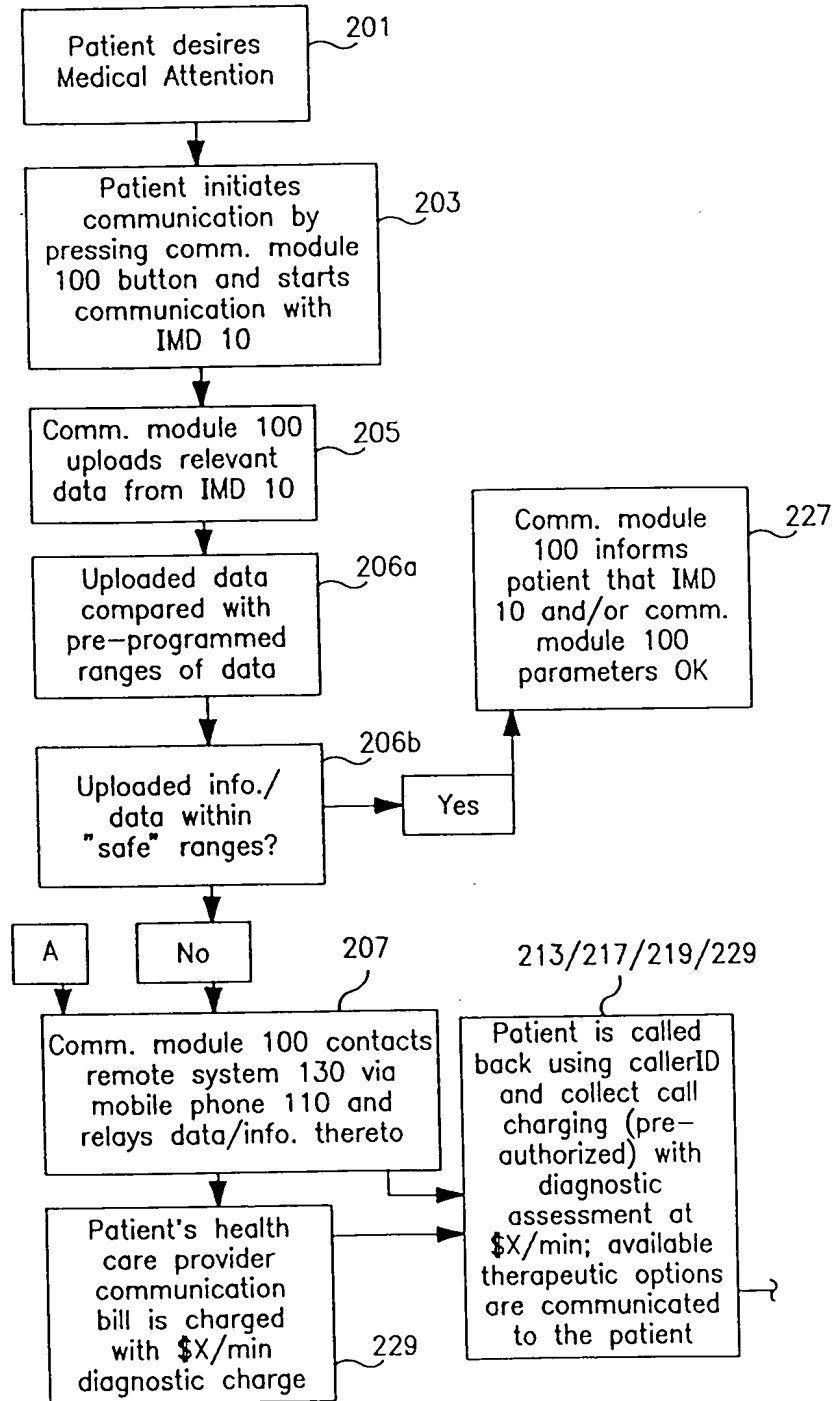 201
Patient desires
Medical Attention
203
Patient initiates
communication by
pressing comm. module
100 button and starts
communication with
IMD 10
205
Comm. module 100
uploads relevant
data from IMD 10
206a
Uploaded data
compared with
pre-programmed
ranges of data
227
Comm. module
100 informs
patient that IMD
10 and/or comm.
module 100
parameters OK
206b
Uploaded info./
data within
"safe" ranges?
Yes
A
No
207
Comm. module 100 contacts
remote system 130 via
mobile phone 110 and
relays data/info. thereto
213/217/219/229
Patient is called
back using callerID
and collect call
charging (pre-
authorized) with
diagnostic
assessment at
$X/min; available
therapeutic options
are communicated
to the patient
Patient's health
care provider
communication
bill is charged
with $X/min
diagnostic charge
229